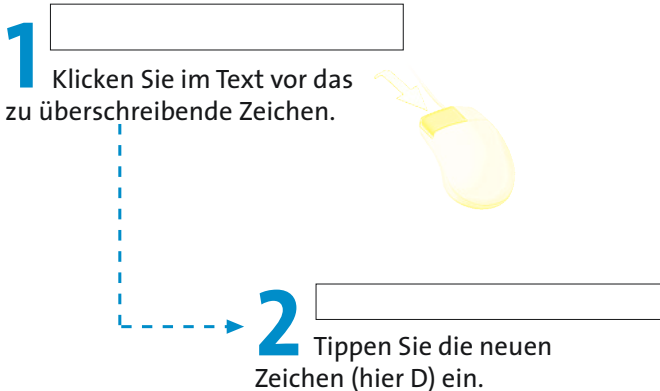 1
Klicken Sie im Text vor das
zu überschreibende Zeichen.
2
Tippen Sie die neuen
Zeichen (hier D) ein.